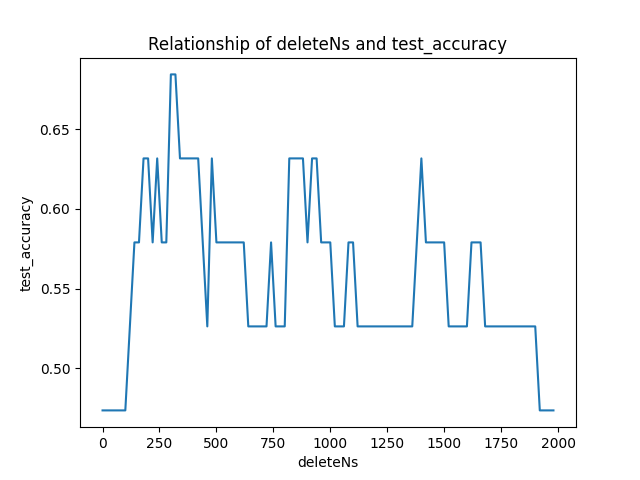 Relationship of deleteNs and test_accuracy
test_accuracy
0.65
0.60
0.55
0.50
0 250 500 750 1000 1250 1500 1750 2000
deleteNs